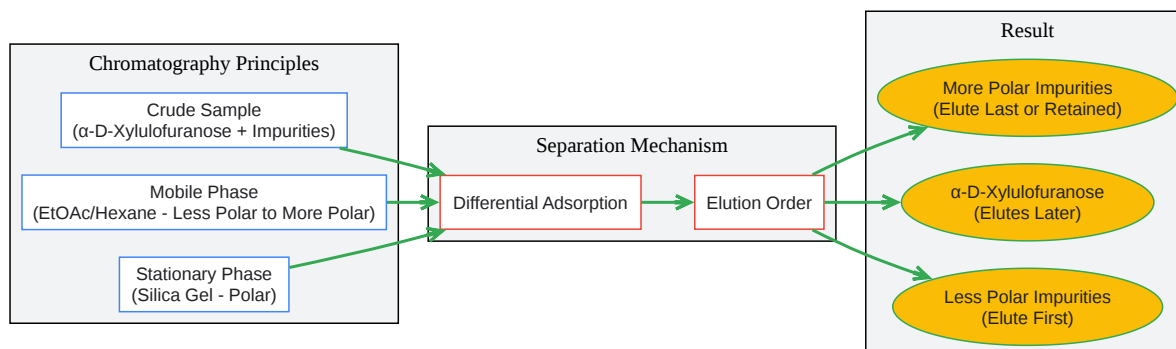 Chromatography Principles
Crude Sample
(α-D-Xylulofuranose + Impurities)
Mobile Phase
(EtOAc/Hexane - Less Polar to More Polar)
Stationary Phase
(Silica Gel - Polar)
Separation Mechanism
Differential Adsorption
Elution Order
Result
More Polar Impurities
(Elute Last or Retained)
α-D-Xylulofuranose
(Elutes Later)
Less Polar Impurities
(Elute First)